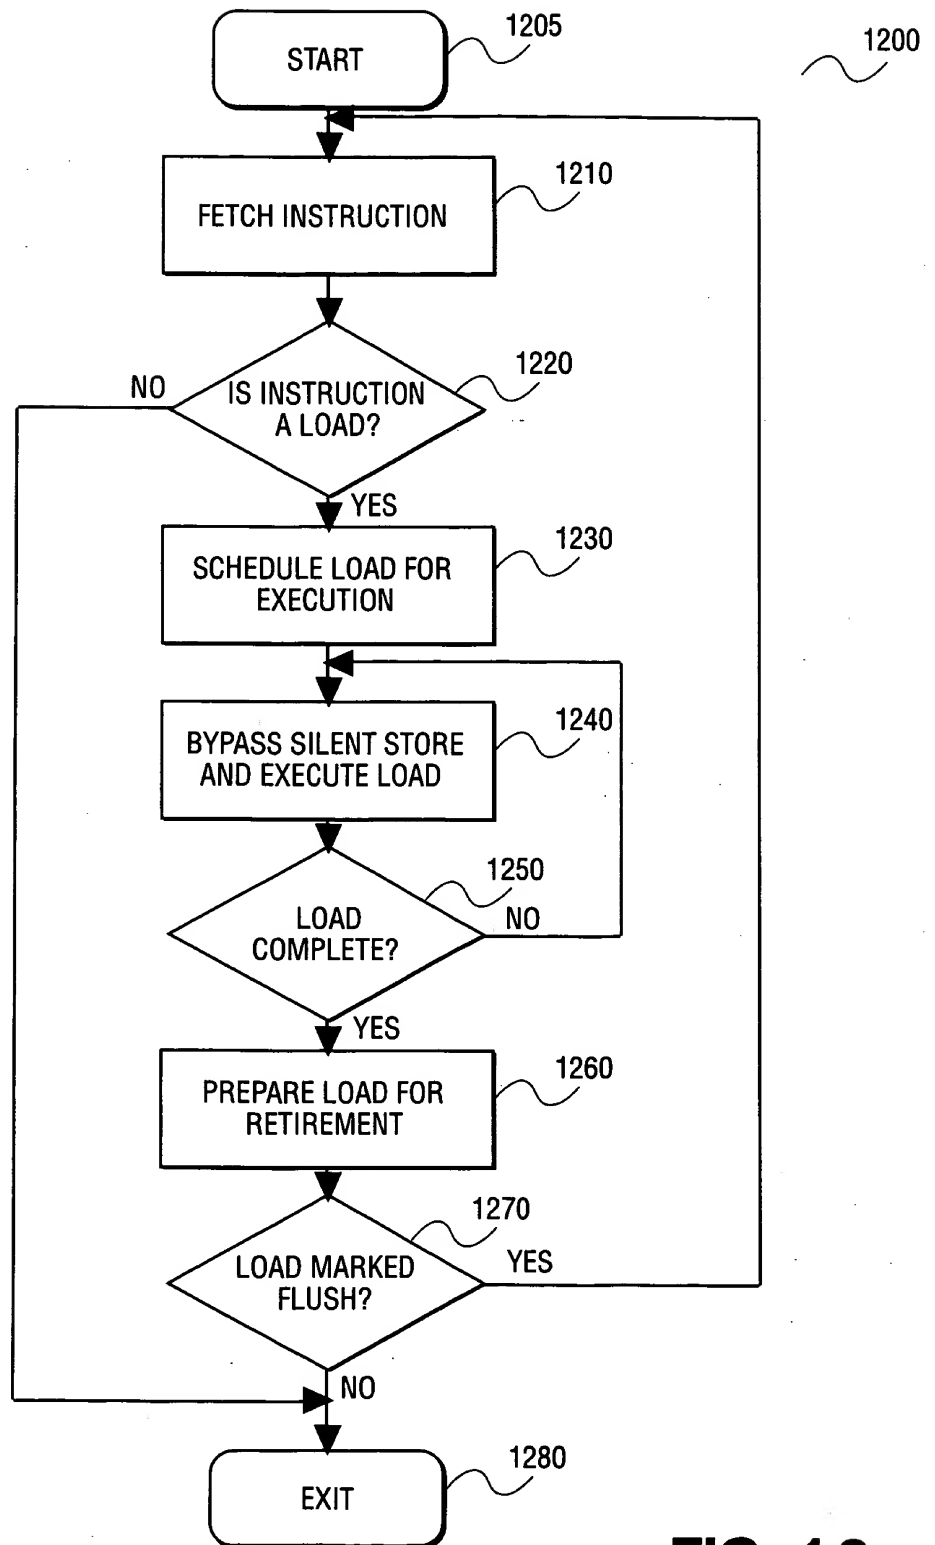 START
1205
1200
FETCH INSTRUCTION
1210
IS INSTRUCTION
A LOAD?
1220
NO
YES
SCHEDULE LOAD FOR
EXECUTION
1230
BYPASS SILENT STORE
AND EXECUTE LOAD
1240
LOAD
COMPLETE?
1250
NO
YES
PREPARE LOAD FOR
RETIREMENT
1260
LOAD MARKED
FLUSH?
1270
YES
NO
EXIT
1280